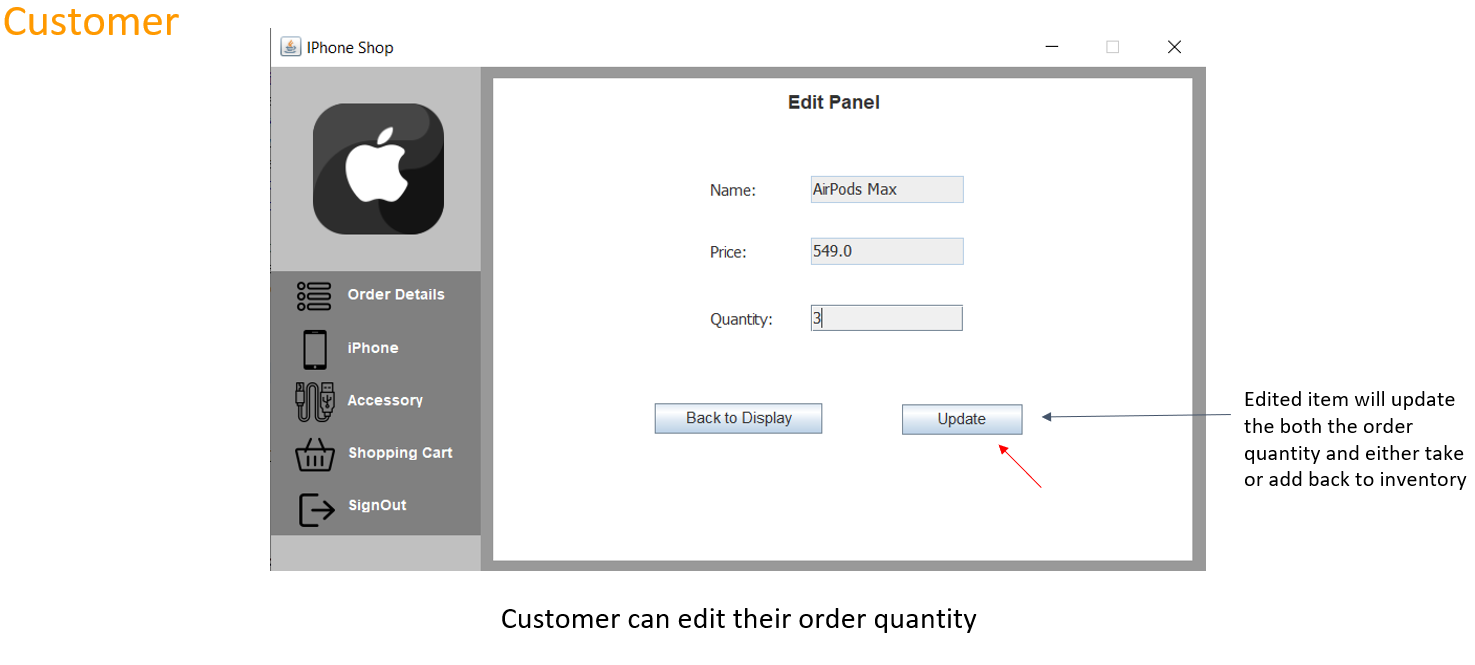 Customer
IPhone Shop
Edit Panel
Name:
AirPods Max
Price:
549.0
Quantity:
3
Order Details
iPhone
Accessory
Shopping Cart
SignOut
Back to Display
Update
Edited item will update
the both the order
quantity and either take
or add back to inventory
Customer can edit their order quantity